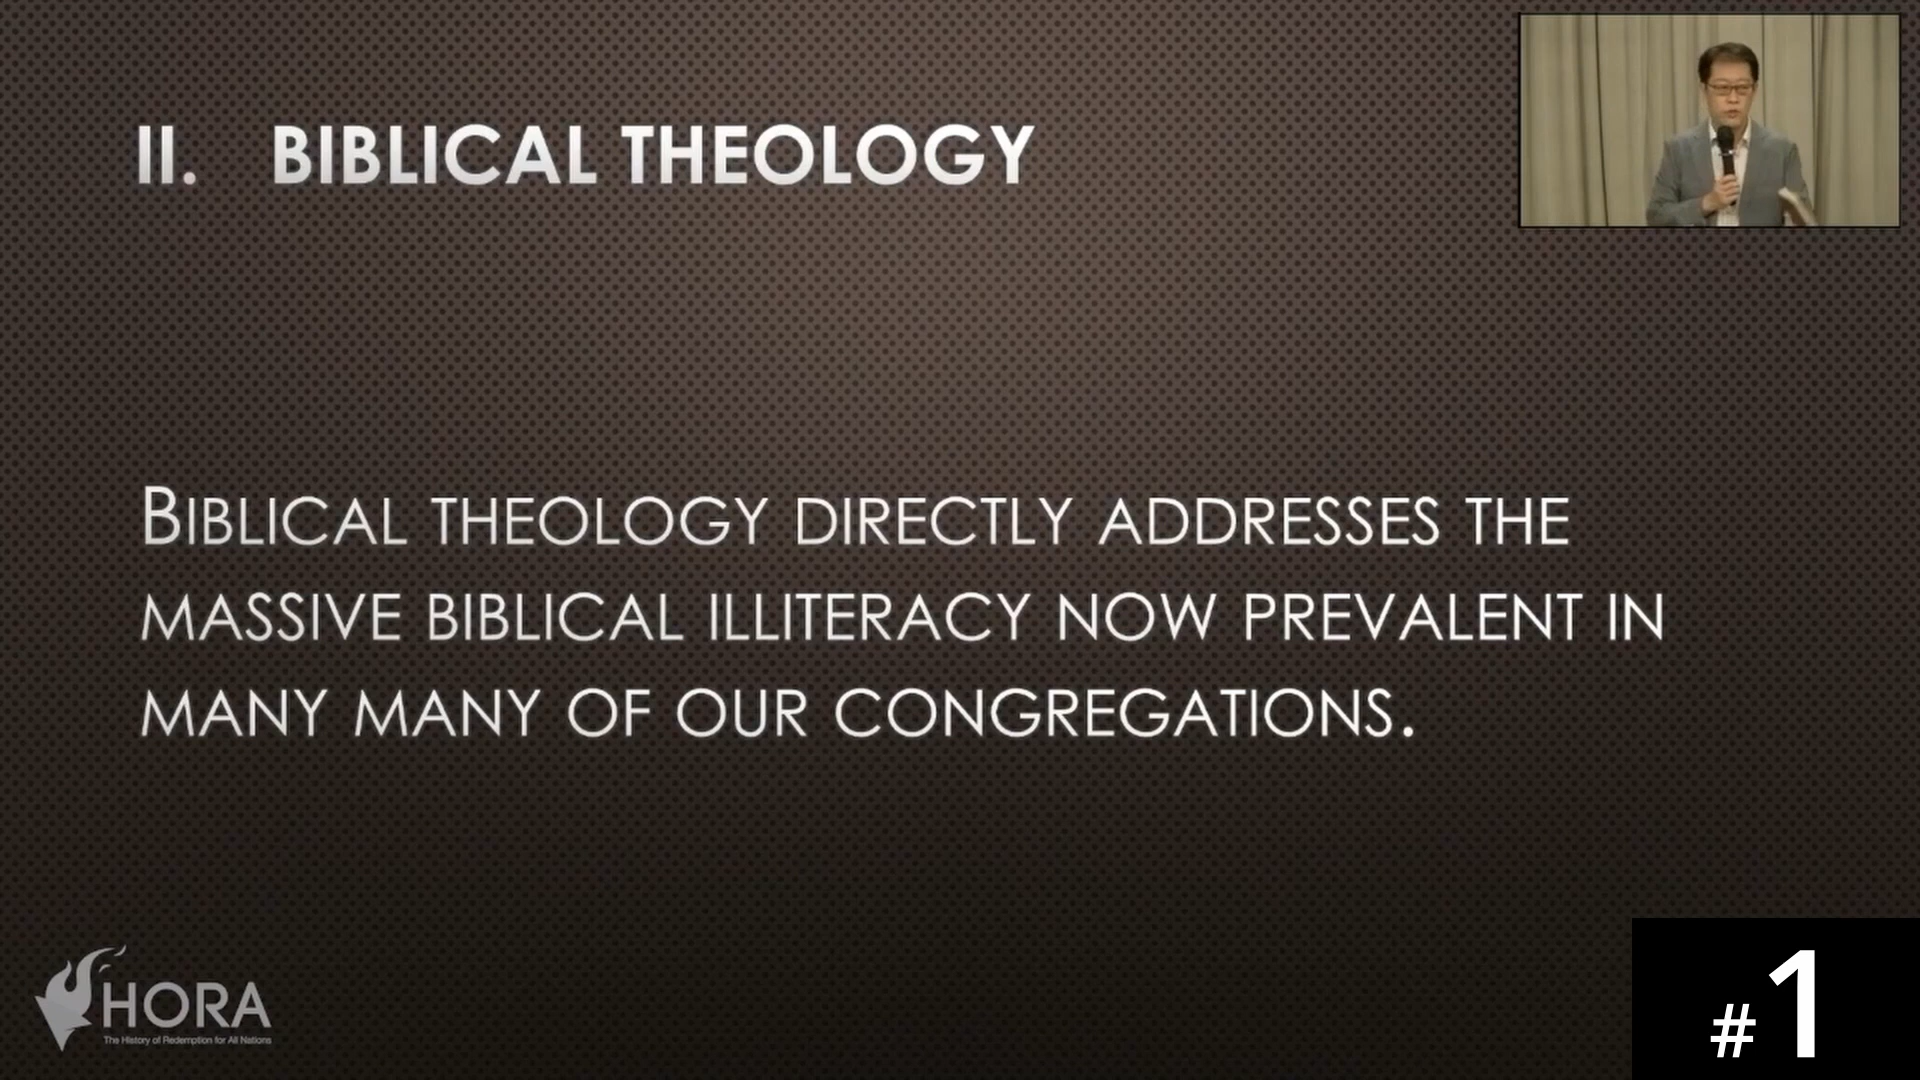 II. BIBLICAL THEOLOGY
BIBLICAL THEOLOGY DIRECTLY ADDRESSES THE
MASSIVE BIBLICAL ILLITERACY NOW PREVALENT IN
MANY MANY OF OUR CONGREGATIONS.
HORA
The History of Redemption for All Nations
#1